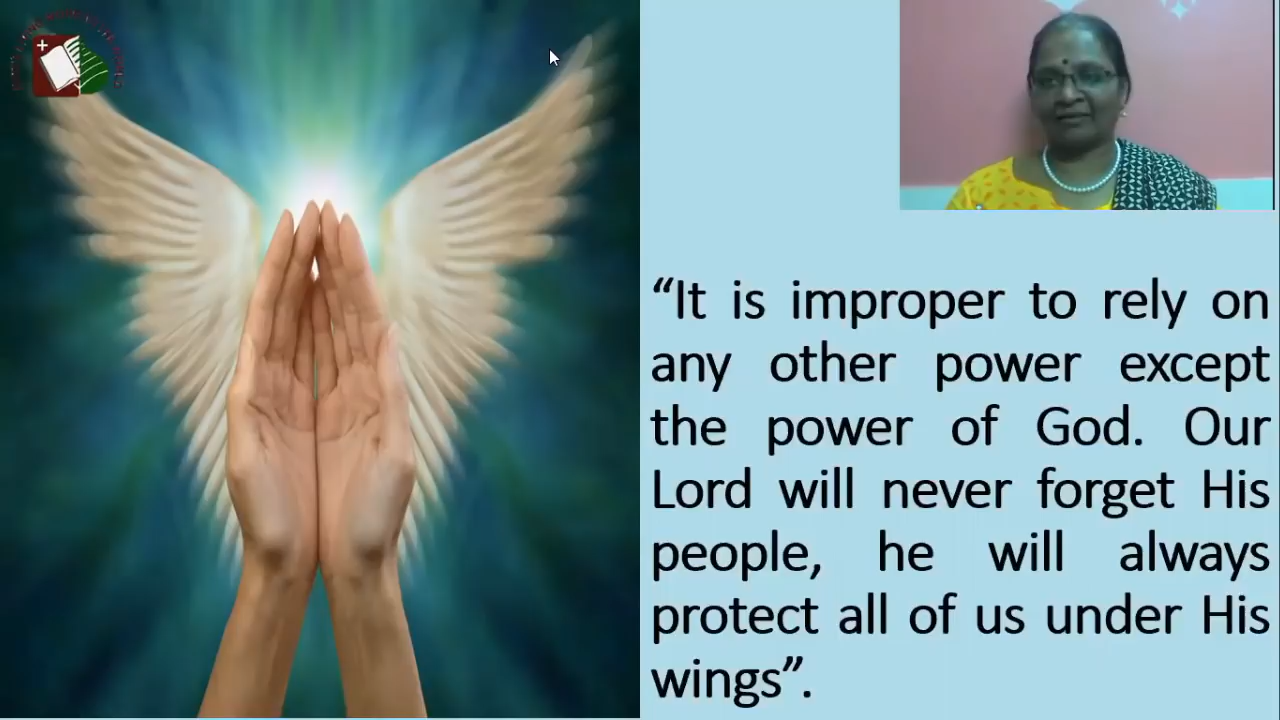 “It is improper to rely on
any other power except
the power of God. Our
Lord will never forget His
people, he will always
protect all of us under His
wings”.